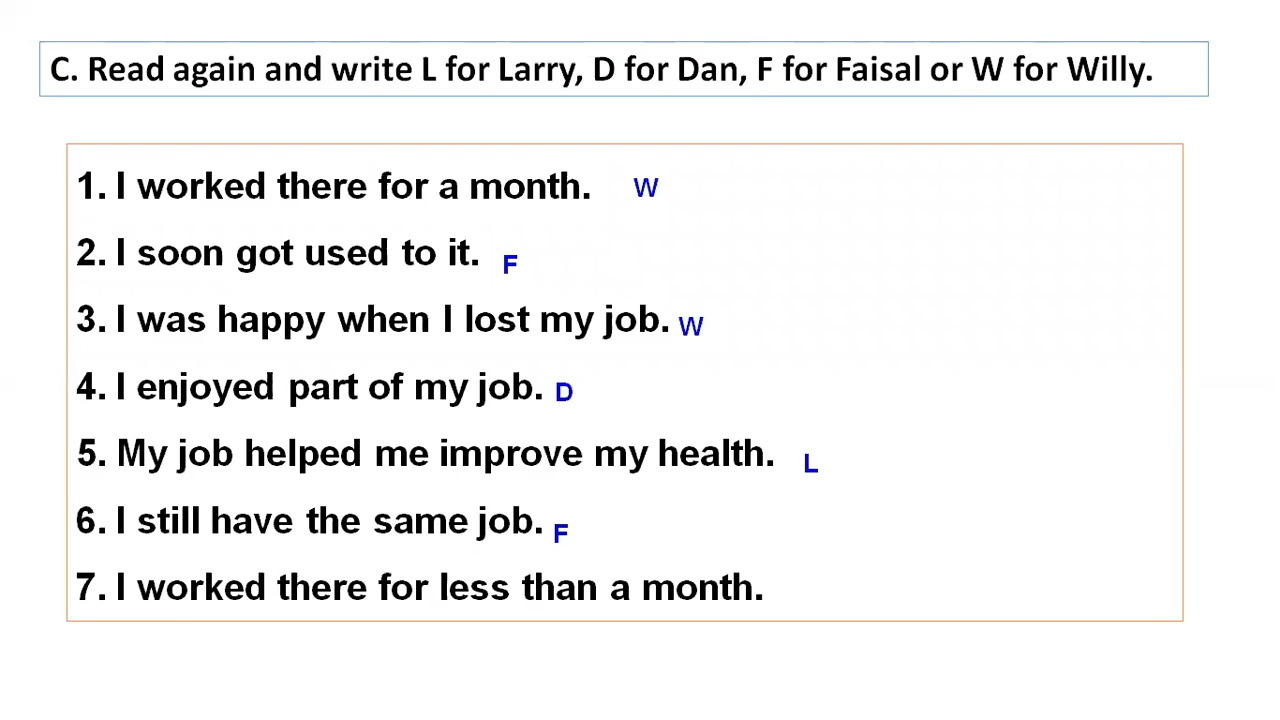 C. Read again and write L for Larry, D for Dan, F for Faisal or W for Willy.
1. I worked there for a month. W
2. I soon got used to it. F
3. I was happy when I lost my job. W
4. I enjoyed part of my job. D
5. My job helped me improve my health. L
6. I still have the same job. F
7. I worked there for less than a month.